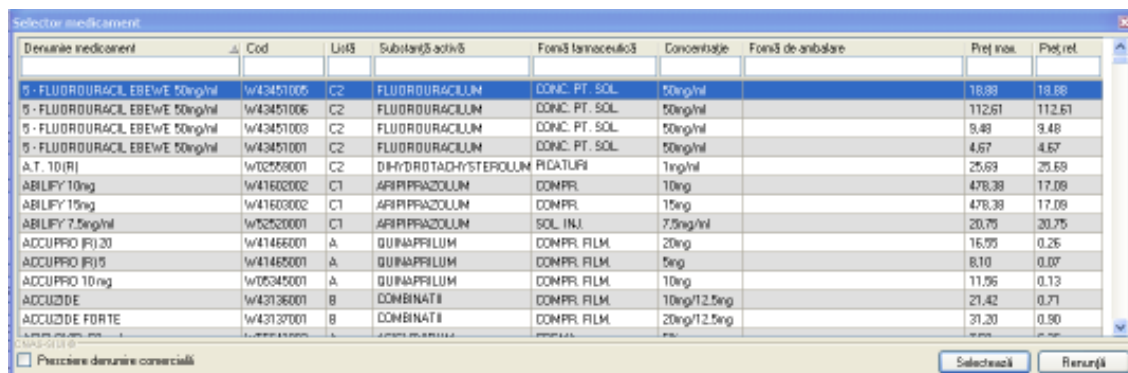 Selector medicament
Denumire medicament Cod Listă Substanță activă Formă farmaceutică Concentrație Formă de ambalare Preț max. Preț ref.
5 - FLUOROURACIL EBEWE 50mg/ml W43451005 C2 FLUOROURACILUM CONC. PT. SOL. 50mg/ml 18,88 18,88
5 - FLUOROURACIL EBEWE 50mg/ml W43451006 C2 FLUOROURACILUM CONC. PT. SOL. 50mg/ml 112,61 112,61
5 - FLUOROURACIL EBEWE 50mg/ml W43451003 C2 FLUOROURACILUM CONC. PT. SOL. 50mg/ml 9,48 9,48
5 - FLUOROURACIL EBEWE 50mg/ml W43451001 C2 FLUOROURACILUM CONC. PT. SOL. 50mg/ml 4,67 4,67
A.T. 10 (R) W02559001 C2 DIHYDROTACHYSTEROLUM PICATURI 1mg/ml 25,69 25,69
ABILIFY 10mg W41602002 C1 ARIPIPRAZOLUM COMPR. 10mg 478,38 17,09
ABILIFY 15mg W41603002 C1 ARIPIPRAZOLUM COMPR. 15mg 478,38 17,09
ABILIFY 7.5mg/ml W52520001 C1 ARIPIPRAZOLUM SOL. INJ. 7.5mg/ml 20,75 20,75
ACCUPRO (R) 20 W41466001 A QUINAPRILUM COMPR. FILM. 20mg 16,55 0,26
ACCUPRO (R) 5 W41465001 A QUINAPRILUM COMPR. FILM. 5mg 8,10 0,07
ACCUPRO 10 mg W05345001 A QUINAPRILUM COMPR. FILM. 10mg 11,56 0,13
ACCUZIDE W43136001 B COMBINATII COMPR. FILM. 10mg/12.5mg 21,42 0,71
ACCUZIDE FORTE W43137001 B COMBINATII COMPR. FILM. 20mg/12.5mg 31,20 0,90
Prescriere denumire comercială Selectează Renunță